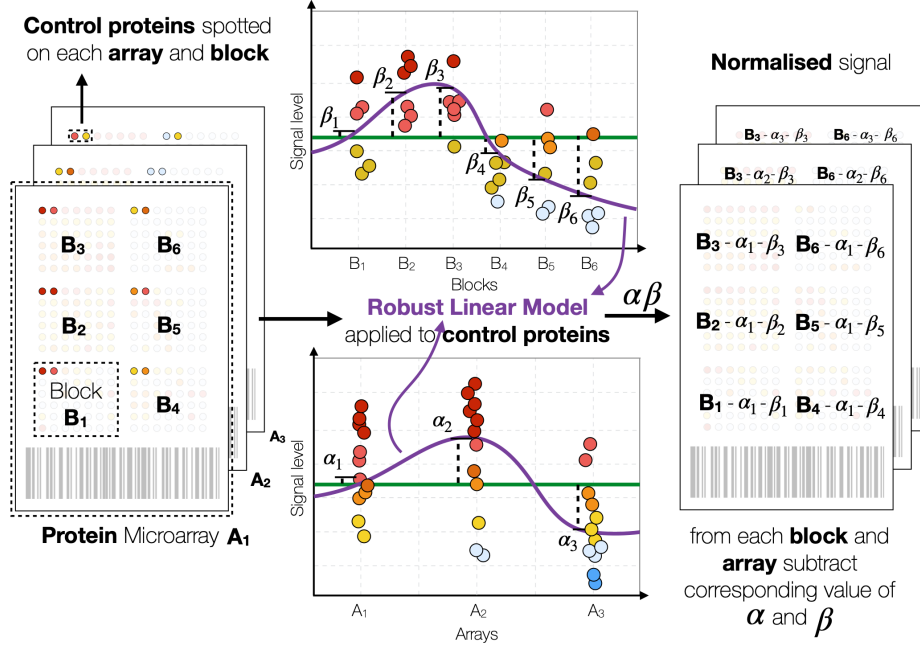 Control proteins spotted
on each array and block
B₃
B₆
B₂
B₅
Block
B₁
B₄
A₃
A₂
Protein Microarray A₁
Signal level
β₁
β₂
β₃
β₄
β₅
β₆
B₁
B₂
B₃
B₄
B₅
B₆
Blocks
Robust Linear Model
applied to control proteins
αβ
Signal level
α₁
α₂
α₃
A₁
A₂
A₃
Arrays
Normalised signal
B₃ - α₃ - β₃
B₆ - α₃ - β₆
B₃ - α₂ - β₃
B₆ - α₂ - β₆
B₃ - α₁ - β₃
B₆ - α₁ - β₆
B₂ - α₁ - β₂
B₅ - α₁ - β₅
B₁ - α₁ - β₁
B₄ - α₁ - β₄
from each block and
array subtract
corresponding value of
α and β